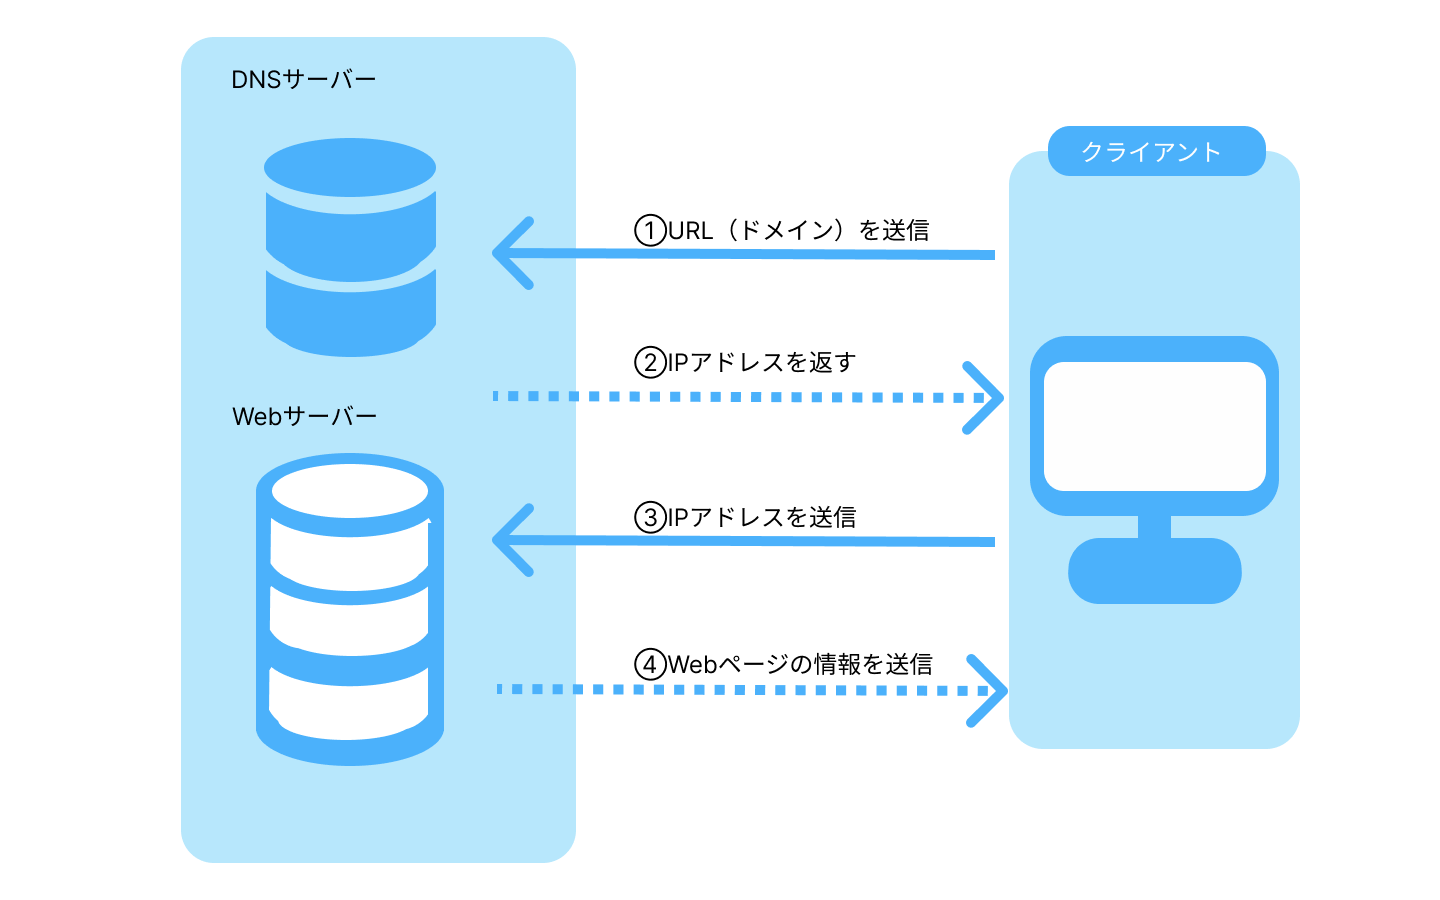 DNSサーバー
クライアント
①URL（ドメイン）を送信
②IPアドレスを返す
Webサーバー
③IPアドレスを送信
④Webページの情報を送信